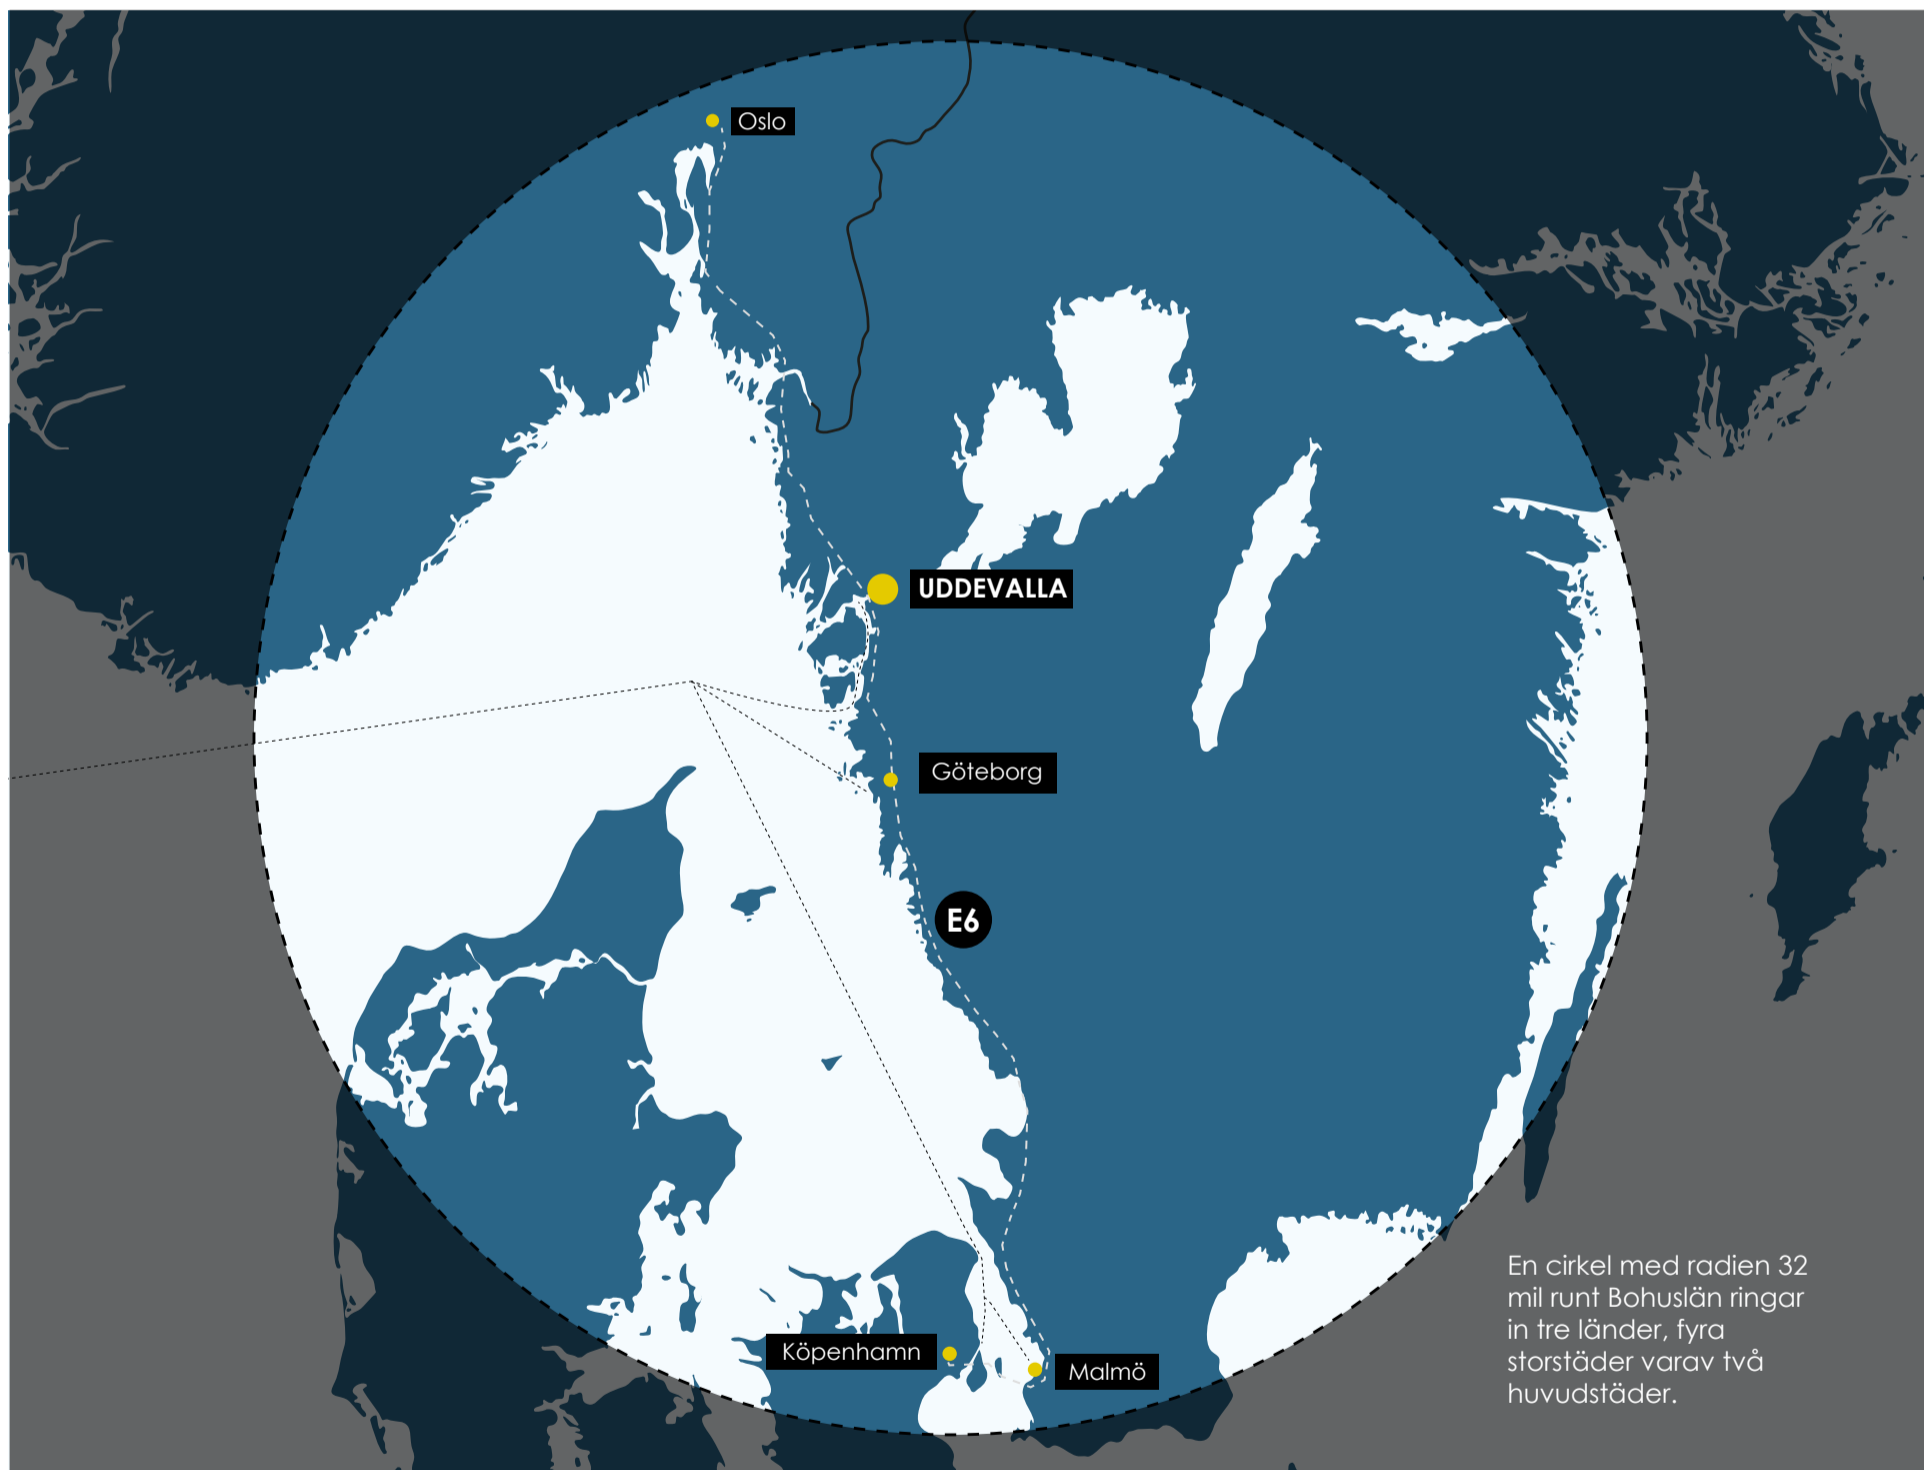 Oslo
UDDEVALLA
Göteborg
E6
Köpenhamn
Malmö
En cirkel med radien 32
mil runt Bohuslän ringar
in tre länder, fyra
storstäder varav två
huvudstäder.